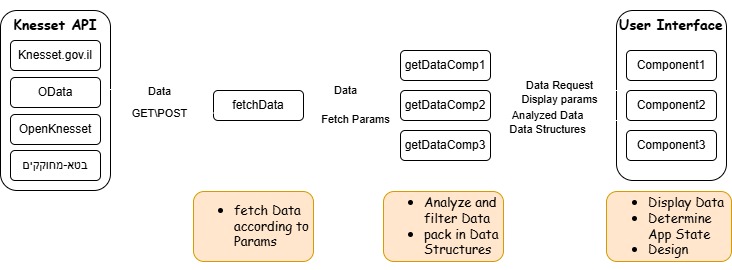 Knesset API
Knesset.gov.il
OData
OpenKnesset
בטא-מחוקקים
Data
GET\POST
fetchData
Data
Fetch Params
getDataComp1
getDataComp2
getDataComp3
Data Request
Display params
Analyzed Data
Data Structures
User Interface
Component1
Component2
Component3
• fetch Data
according to
Params
• Analyze and
filter Data
• pack in Data
Structures
• Display Data
• Determine
App State
• Design